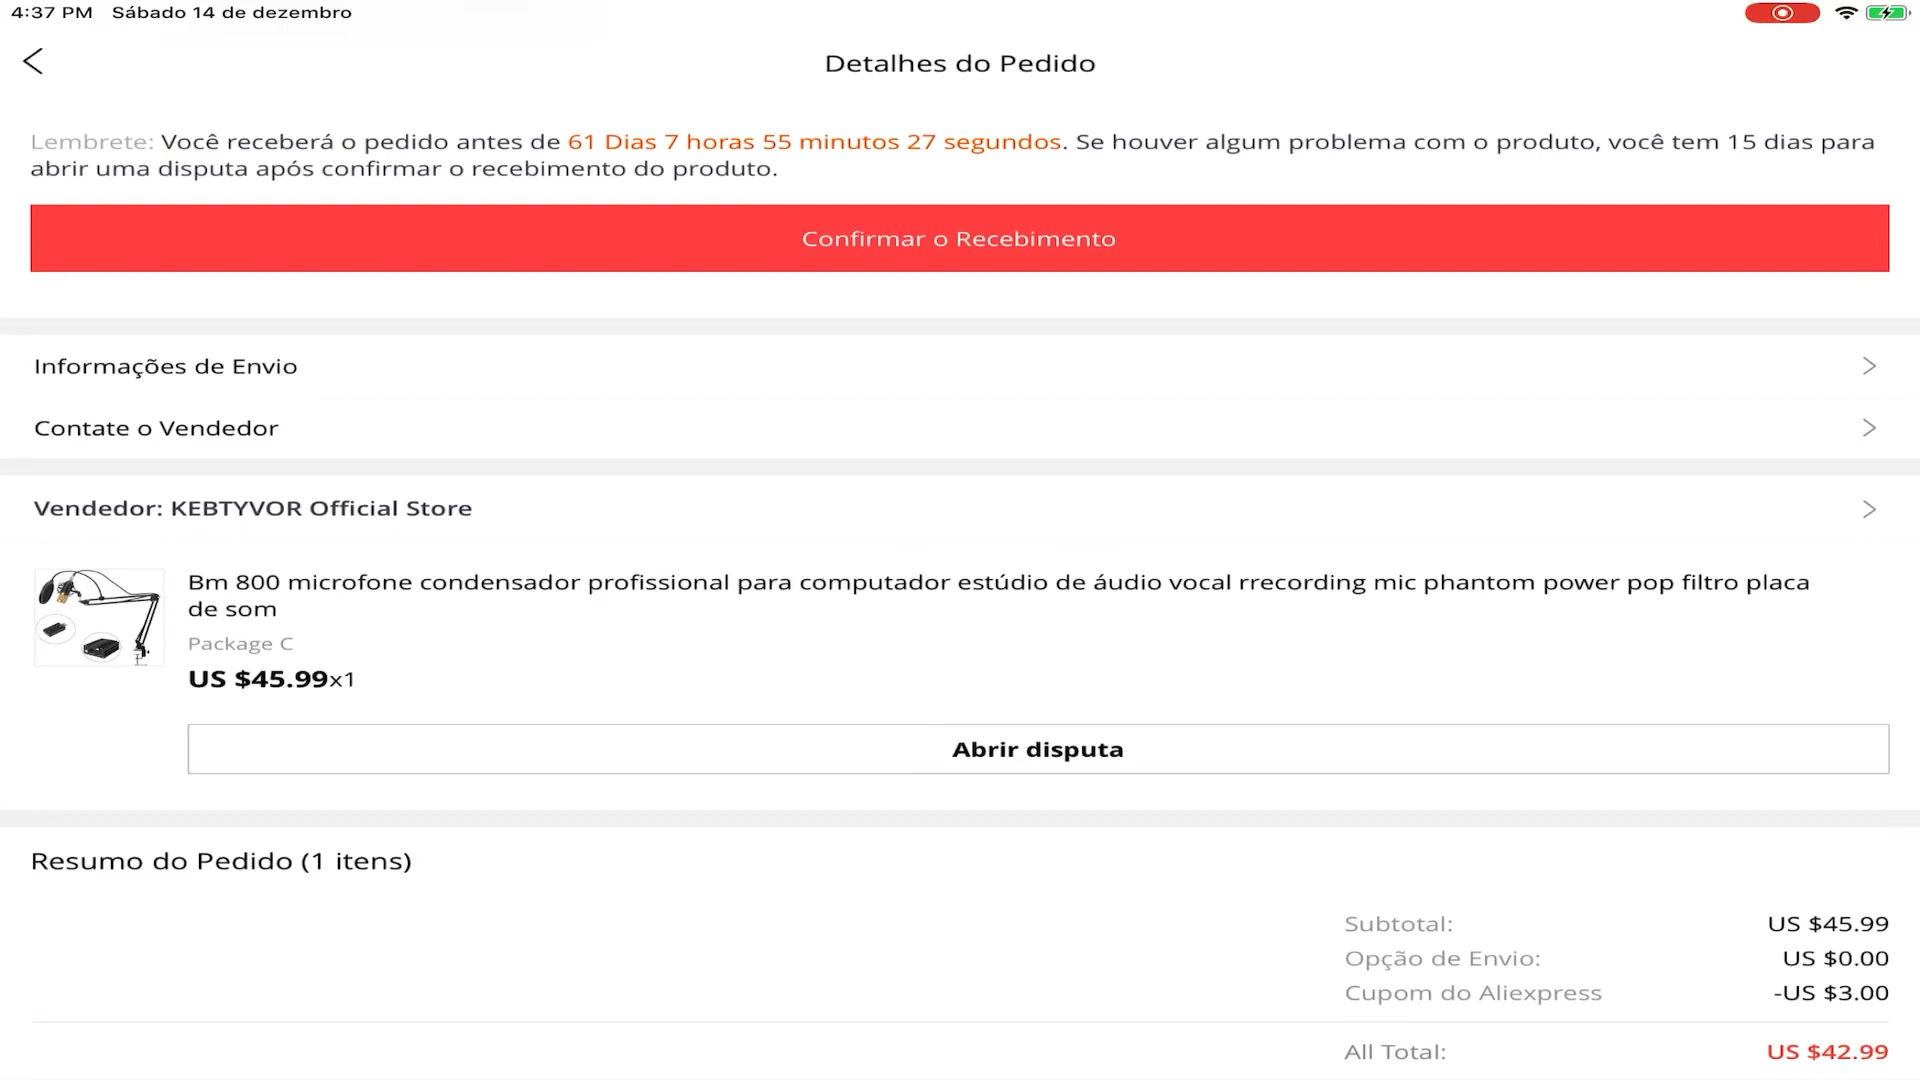 4:37 PM Sábado 14 de dezembro
Detalhes do Pedido
Lembrete: Você receberá o pedido antes de 61 Dias 7 horas 55 minutos 27 segundos. Se houver algum problema com o produto, você tem 15 dias para
abrir uma disputa após confirmar o recebimento do produto.
Confirmar o Recebimento
Informações de Envio
Contate o Vendedor
Vendedor: KEBTYVOR Official Store
Bm 800 microfone condensador profissional para computador estúdio de áudio vocal rrecording mic phantom power pop filtro placa
de som
Package C
US $45.99x1
Abrir disputa
Resumo do Pedido (1 itens)
Subtotal: US $45.99
Opção de Envio: US $0.00
Cupom do Aliexpress -US $3.00
All Total: US $42.99